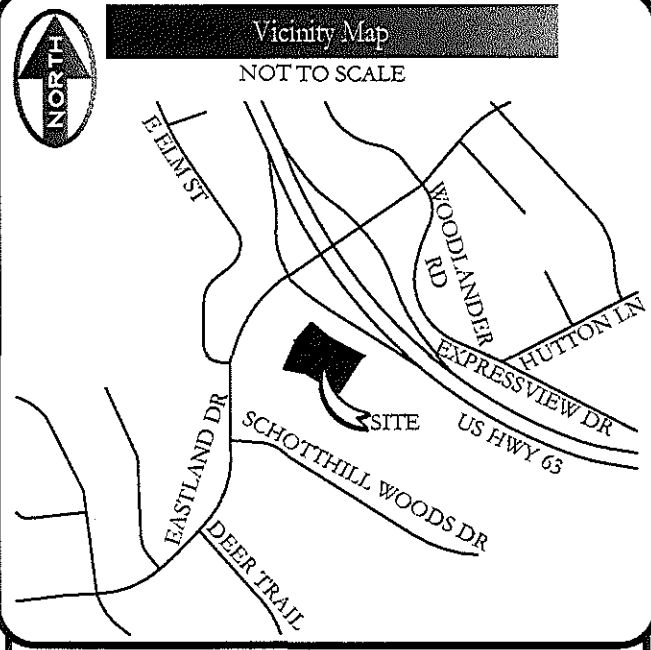 Vicinity Map
NORTH
NOT TO SCALE
E ELM ST
WOODLANDER
RD
HUTTON LN
EXPRESSVIEW DR
US HWY 63
SITE
EASTLAND DR
SCHOTTHILL WOODS DR
DEER TRAIL